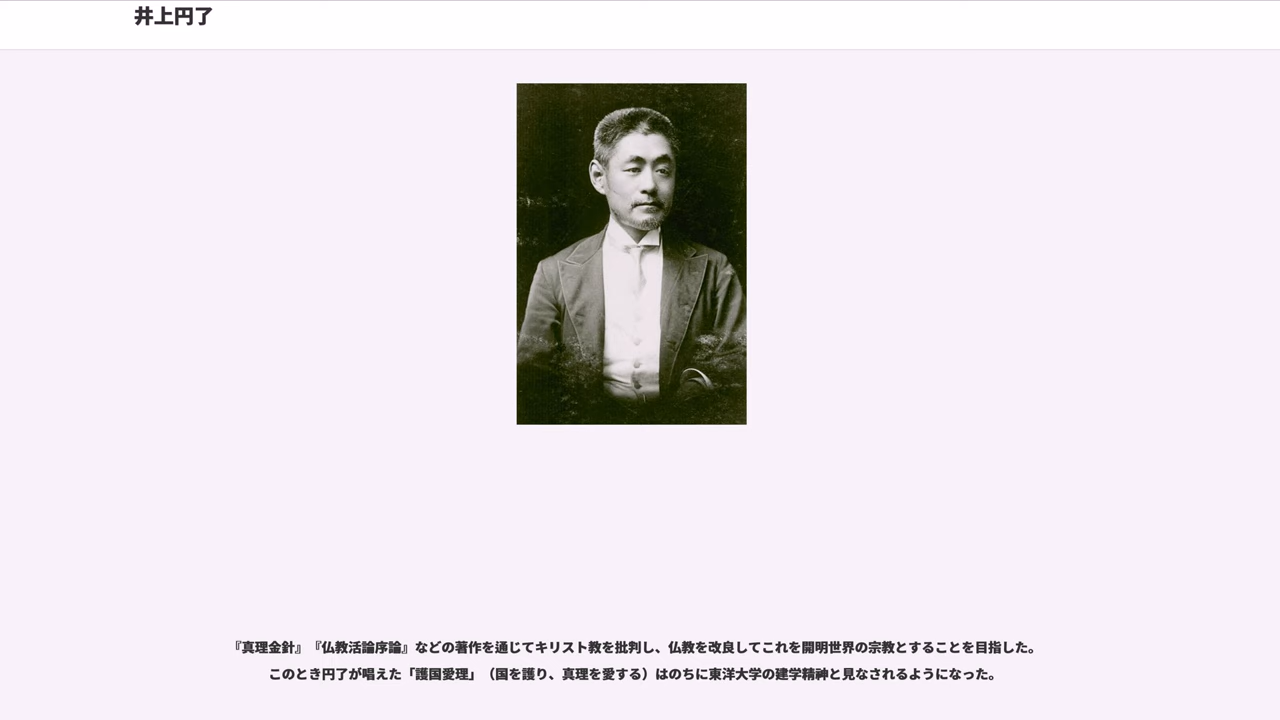 井上円了
『真理金針』『仏教活論序論』などの著作を通じてキリスト教を批判し、仏教を改良してこれを開明世界の宗教とすることを目指した。
このとき円了が唱えた「護国愛理」（国を護り、真理を愛する）はのちに東洋大学の建学精神と見なされるようになった。